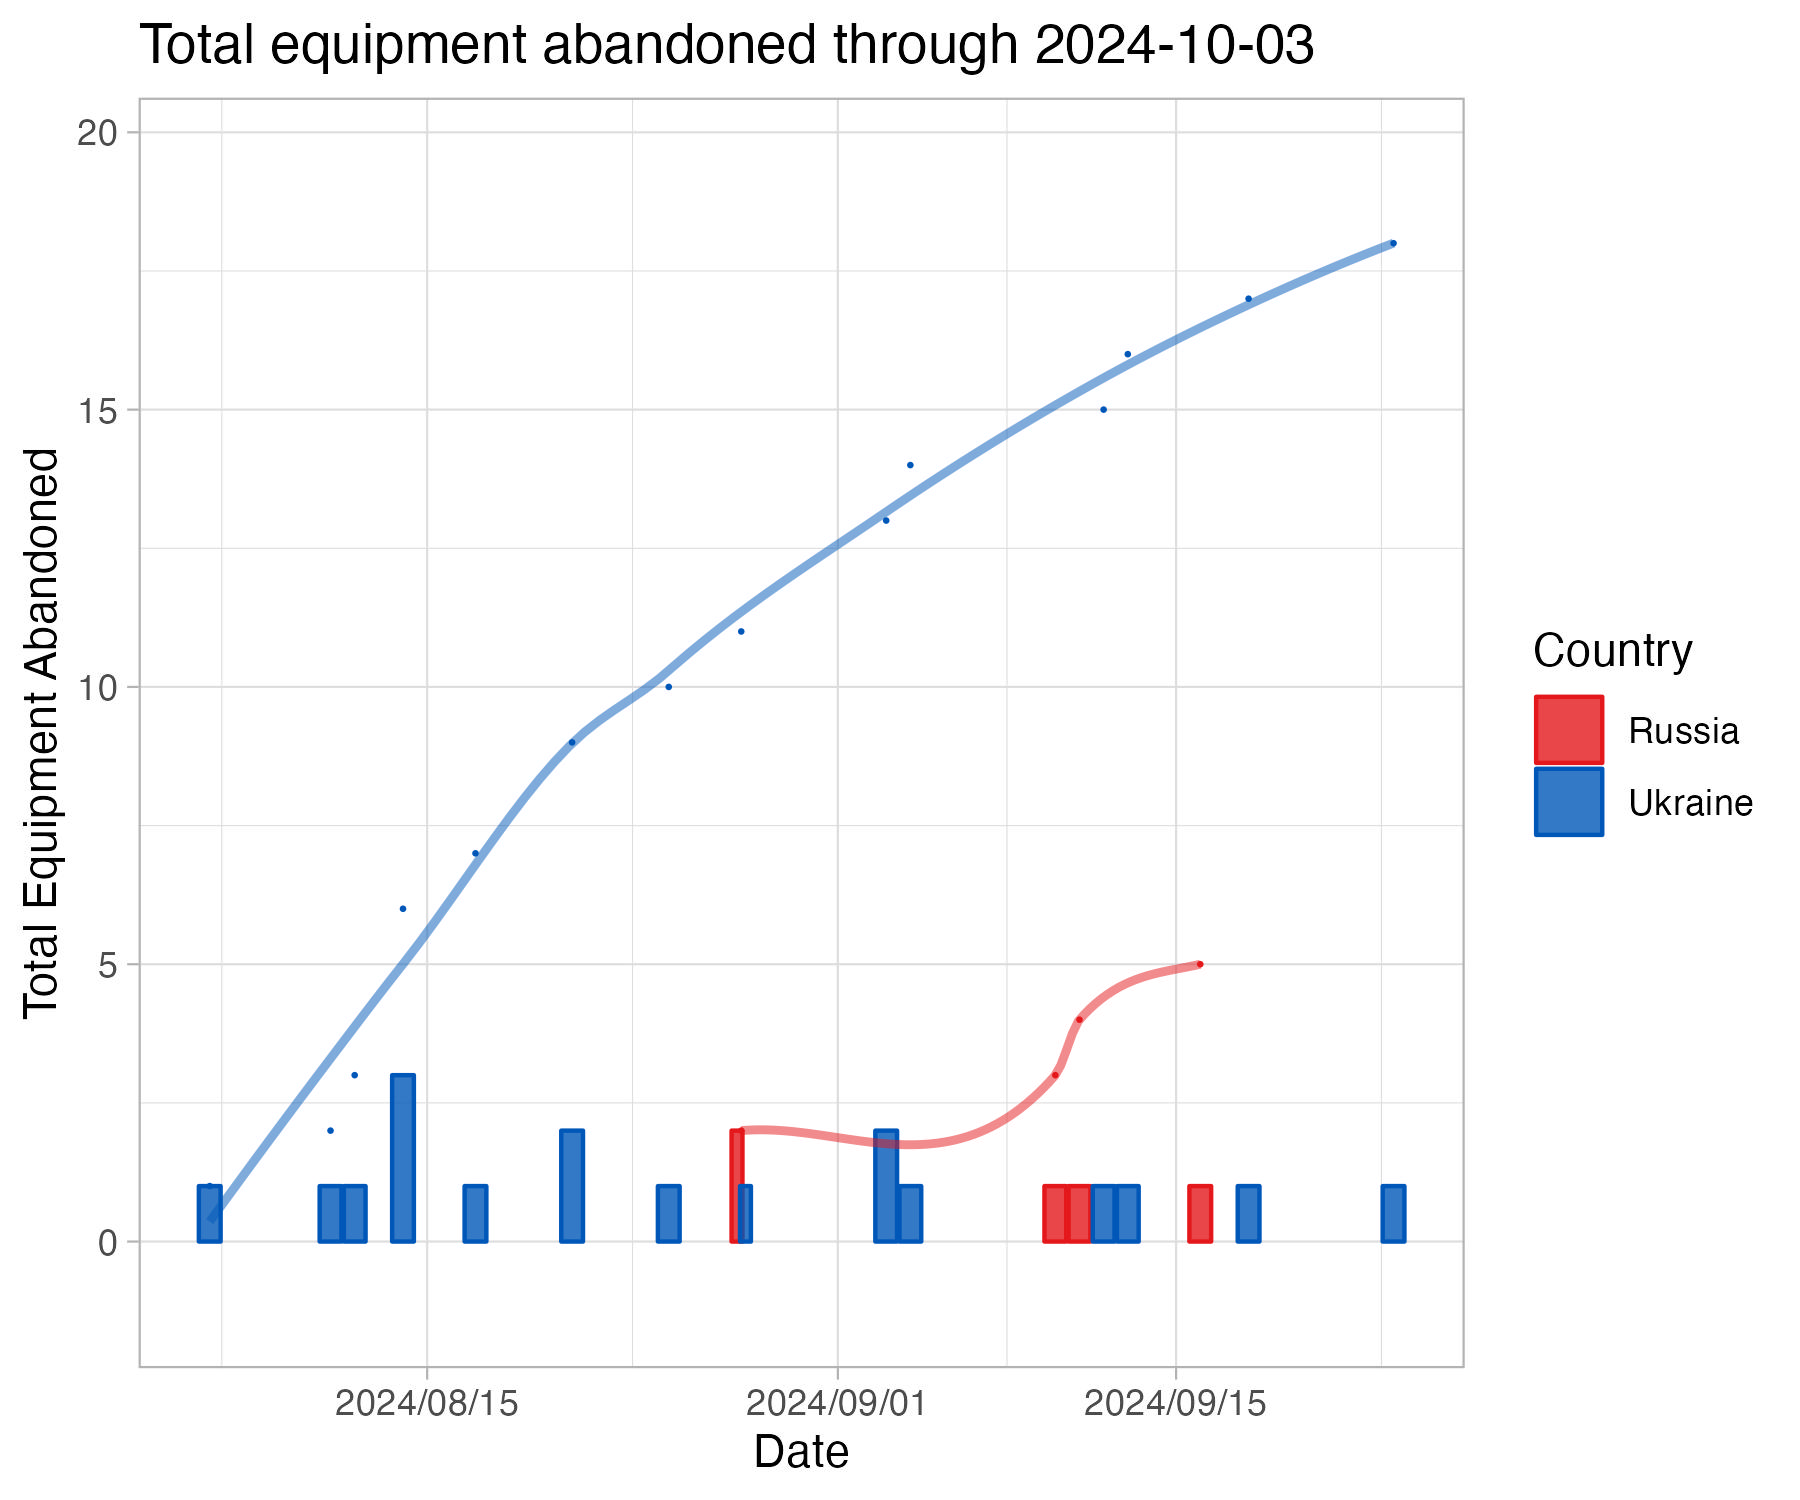 Total equipment abandoned through 2024-10-03
20
15
10
5
0
Total Equipment Abandoned
2024/08/15
2024/09/01
2024/09/15
Date
Country
Russia
Ukraine